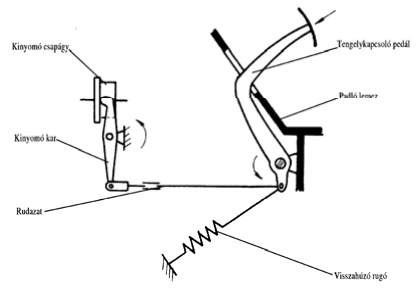 Kinyomó csapágy
Tengelykapcsoló pedál
Padló lemez
Kinyomó kar
Rudazat
Visszahúzó rugó